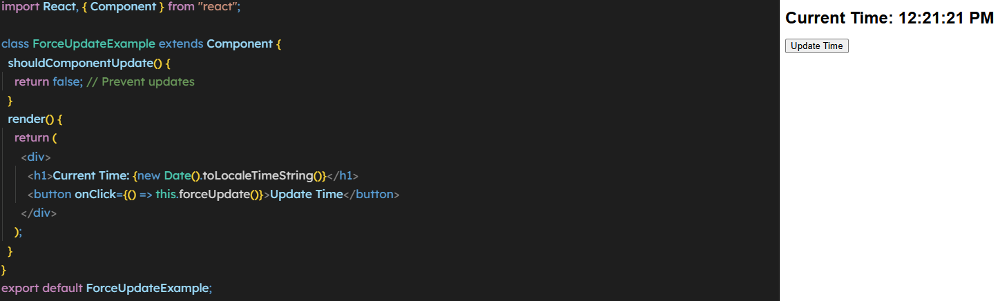 import React, { Component } from "react";
class ForceUpdateExample extends Component {
shouldComponentUpdate() {
return false; // Prevent updates
}
render() {
return (
<div>
<h1>Current Time: {new Date().toLocaleTimeString()}</h1>
<button onClick={() => this.forceUpdate()}>Update Time</button>
</div>
);
}
}
export default ForceUpdateExample;
Current Time: 12:21:21 PM
Update Time